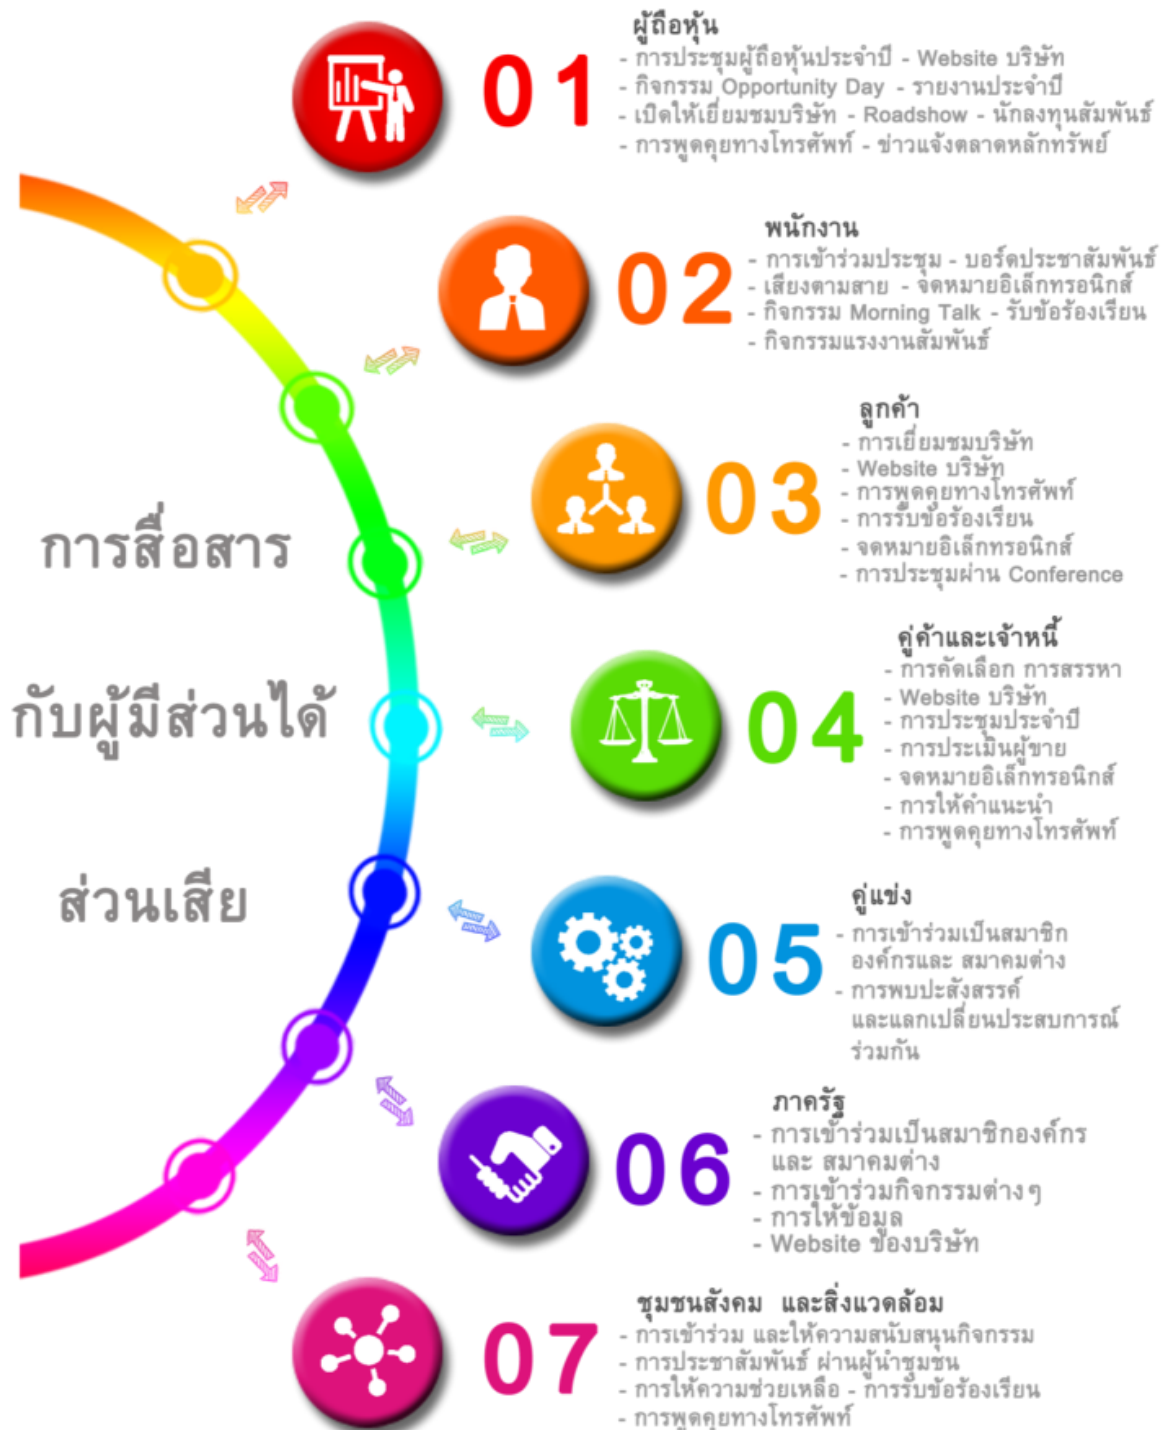 การสื่อสาร
กับผู้มีส่วนได้
ส่วนเสีย
01
ผู้ถือหุ้น
- การประชุมผู้ถือหุ้นประจำปี - Website บริษัท
- กิจกรรม Opportunity Day - รายงานประจำปี
- เปิดให้เยี่ยมชมบริษัท - Roadshow - นักลงทุนสัมพันธ์
- การพูดคุยทางโทรศัพท์ - ข่าวแจ้งตลาดหลักทรัพย์
02
พนักงาน
- การเข้าร่วมประชุม - บอร์ดประชาสัมพันธ์
- เสียงตามสาย - จดหมายอิเล็กทรอนิกส์
- กิจกรรม Morning Talk - รับข้อร้องเรียน
- กิจกรรมแรงงานสัมพันธ์
03
ลูกค้า
- การเยี่ยมชมบริษัท
- Website บริษัท
- การพูดคุยทางโทรศัพท์
- การรับข้อร้องเรียน
- จดหมายอิเล็กทรอนิกส์
- การประชุมผ่าน Conference
04
คู่ค้าและเจ้าหนี้
- การคัดเลือก การสรรหา
- Website บริษัท
- การประชุมประจำปี
- การประเมินผู้ขาย
- จดหมายอิเล็กทรอนิกส์
- การให้คำแนะนำ
- การพูดคุยทางโทรศัพท์
05
คู่แข่ง
- การเข้าร่วมเป็นสมาชิก
องค์กรและ สมาคมต่าง
- การพบปะสังสรรค์
และแลกเปลี่ยนประสบการณ์
ร่วมกัน
06
ภาครัฐ
- การเข้าร่วมเป็นสมาชิกองค์กร
และ สมาคมต่าง
- การเข้าร่วมกิจกรรมต่างๆ
- การให้ข้อมูล
- Website ของบริษัท
07
ชุมชนสังคม และสิ่งแวดล้อม
- การเข้าร่วม และให้ความสนับสนุนกิจกรรม
- การประชาสัมพันธ์ ผ่านผู้นำชุมชน
- การให้ความช่วยเหลือ - การรับข้อร้องเรียน
- การพูดคุยทางโทรศัพท์